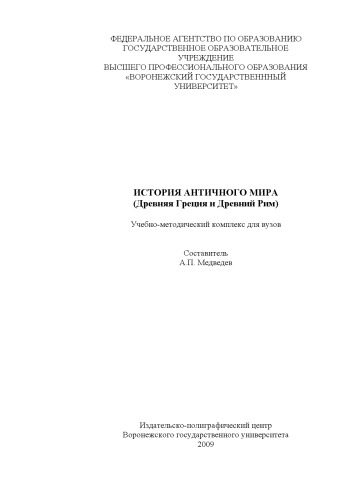 ФЕДЕРАЛЬНОЕ АГЕНТСТВО ПО ОБРАЗОВАНИЮ
ГОСУДАРСТВЕННОЕ ОБРАЗОВАТЕЛЬНОЕ
УЧРЕЖДЕНИЕ
ВЫСШЕГО ПРОФЕССИОНАЛЬНОГО ОБРАЗОВАНИЯ
«ВОРОНЕЖСКИЙ ГОСУДАРСТВЕНННЫЙ
УНИВЕРСИТЕТ»
ИСТОРИЯ АНТИЧНОГО МИРА
(Древняя Греция и Древний Рим)
Учебно-методический комплекс для вузов
Составитель
А.П. Медведев
Издательско-полиграфический центр
Воронежского государственного университета
2009